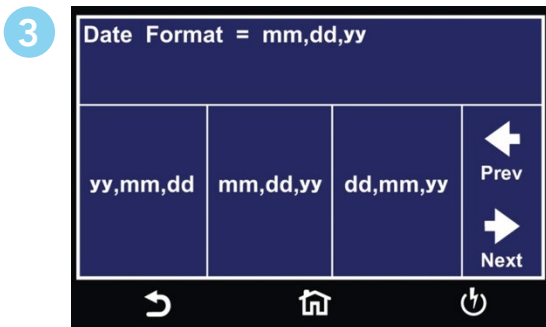 3
Date Format = mm,dd,yy
yy,mm,dd
mm,dd,yy
dd,mm,yy
Prev
Next